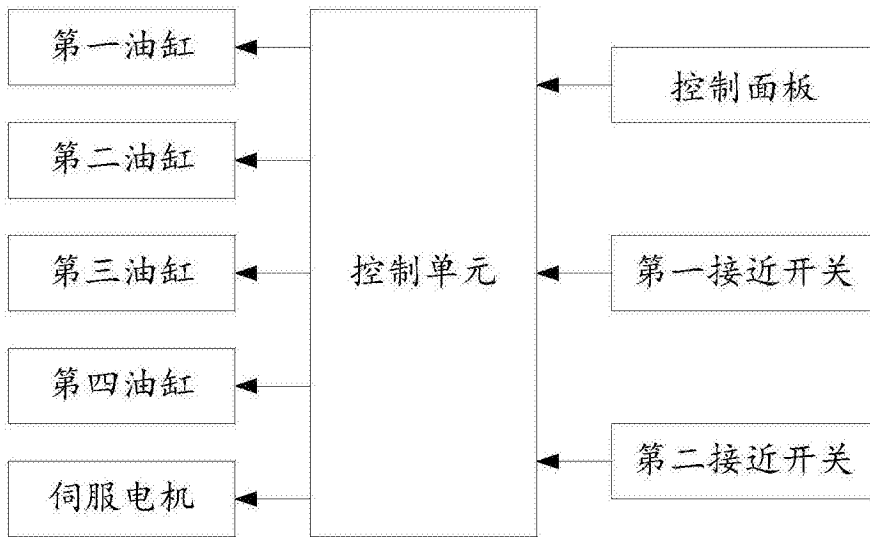 第一油缸
第二油缸
第三油缸
第四油缸
伺服电机
控制单元
控制面板
第一接近开关
第二接近开关